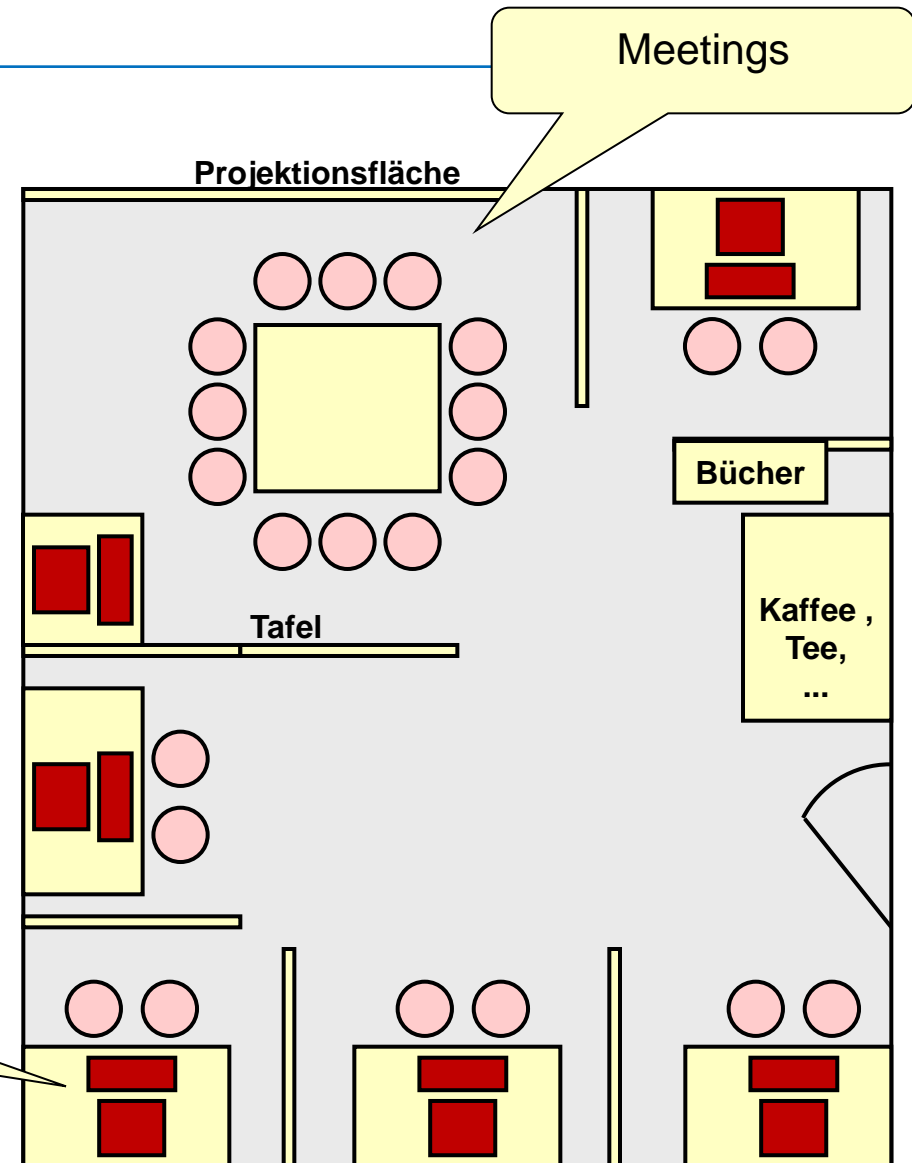 Meetings
Projektionsfläche
Bücher
Kaffee ,
Tee,
...
Tafel